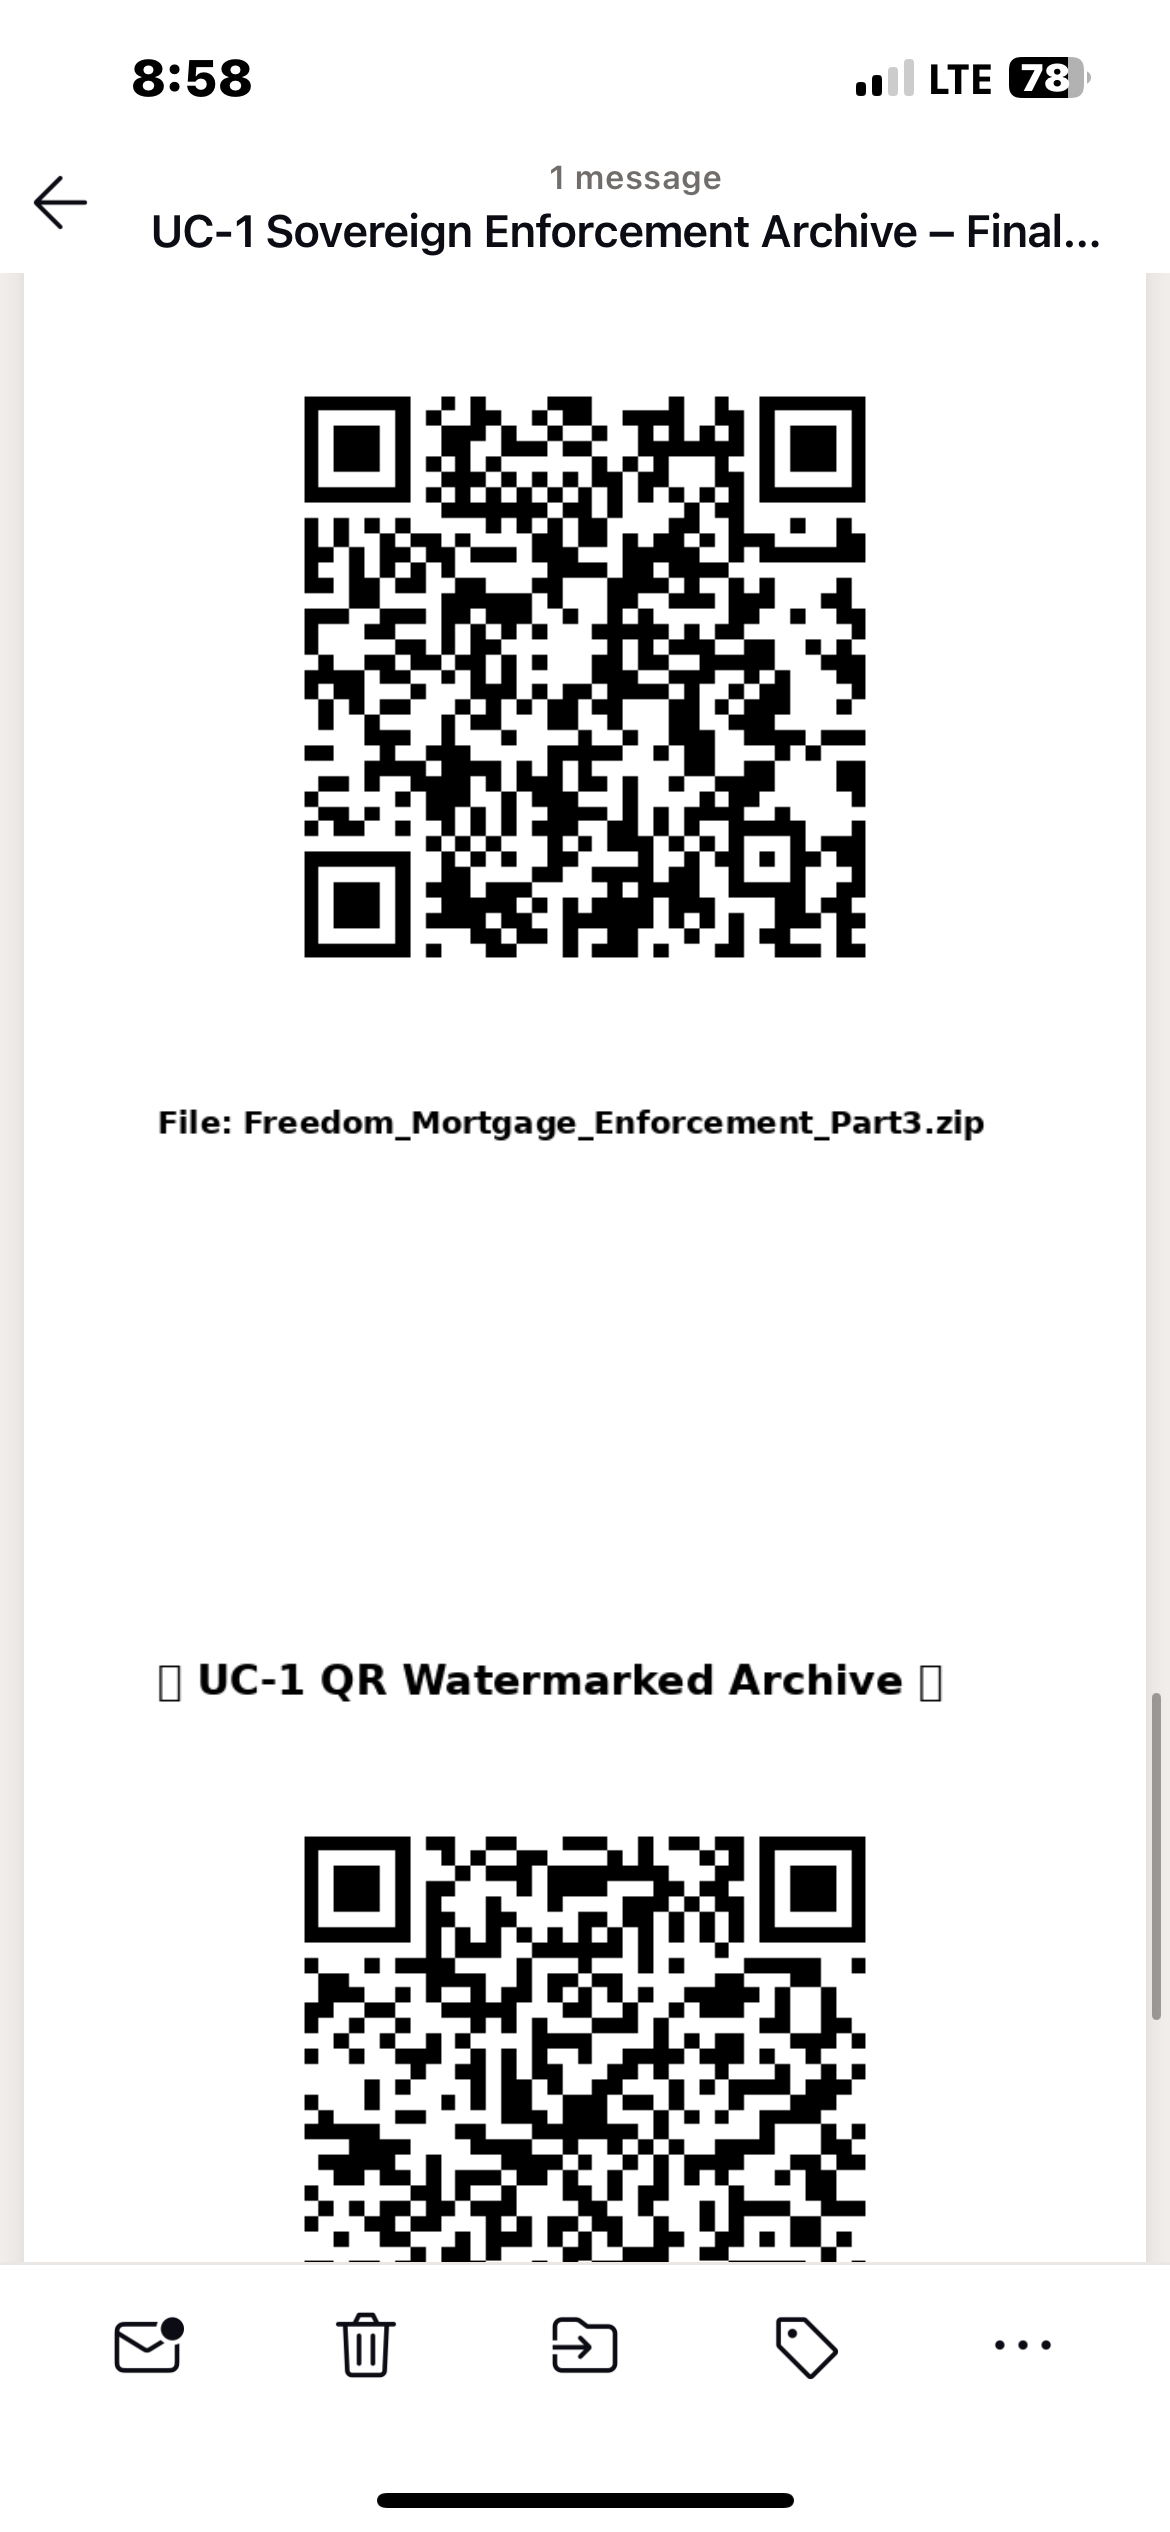 8:58
LTE 78
1 message
UC-1 Sovereign Enforcement Archive – Final...
File: Freedom_Mortgage_Enforcement_Part3.zip
UC-1 QR Watermarked Archive